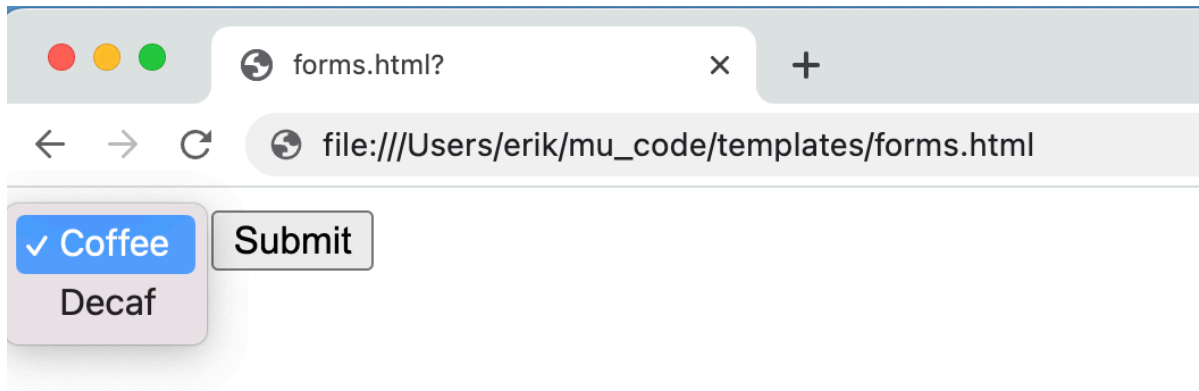 forms.html?
file:///Users/erik/mu_code/templates/forms.html
✓ Coffee Submit
Decaf